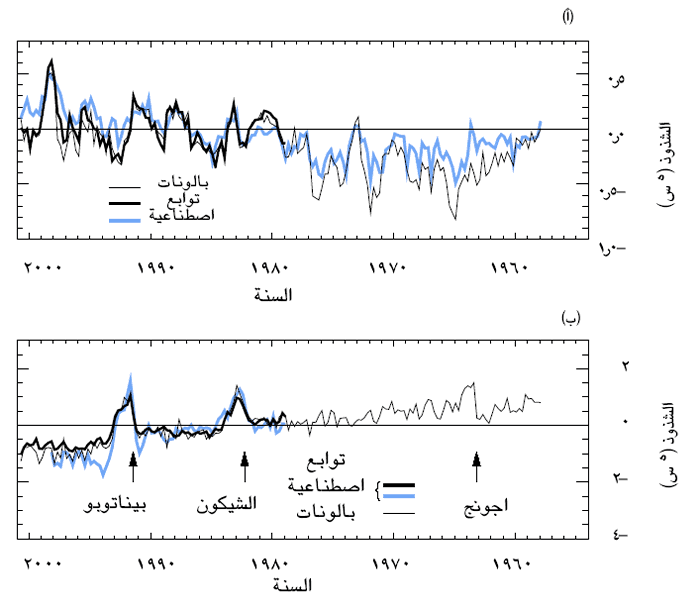 (أ)
٠٫٥
٠٫٠
٠٫٥–
١٫٠–
الشذوذ (° س)
بالونات
توابع
اصطناعية
٢٠٠٠ ١٩٩٠ ١٩٨٠ ١٩٧٠ ١٩٦٠
السنة
(ب)
٢
٠
٢–
٤–
الشذوذ (° س)
توابع
اصطناعية
بالونات
بيناتوبو
الشيكون
اجونج
٢٠٠٠ ١٩٩٠ ١٩٨٠ ١٩٧٠ ١٩٦٠
السنة